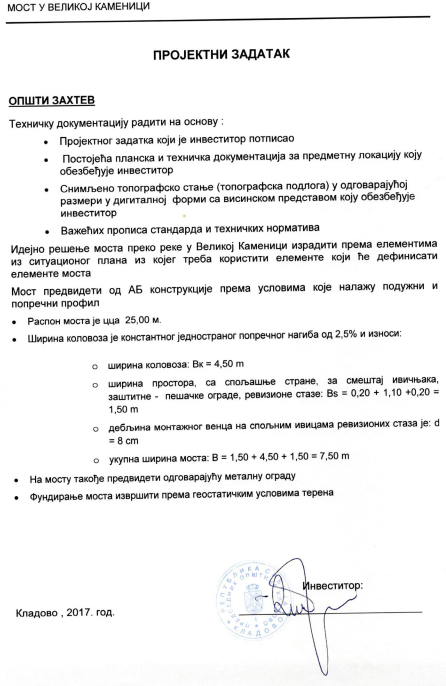 МОСТ У ВЕЛИКОЈ КАМЕНИЦИ
ПРОЈЕКТНИ ЗАДАТАК
ОПШТИ ЗАХТЕВ
Техничку документацију радити на основу :
• Пројектног задатка који је инвеститор потписао
• Постојећа планска и техничка документација за предметну локацију коју
обезбеђује инвеститор
• Снимљено топографско стање (топографска подлога) у одговарајућој
размери у дигиталној форми са висинском представом коју обезбеђује
инвеститор
• Важећих прописа стандарда и техничких норматива
Идејно решење моста преко реке у Великој Каменици израдити према елементима
из ситуационог плана из којег треба користити елементе који ће дефинисати
елементе моста
Мост предвидети од АБ конструкције према условима које налажу подужни и
попречни профил
• Распон моста је цца 25,00 м.
• Ширина коловоза је константног једностраног попречног нагиба од 2,5% и износи:
o ширина коловоза: Вк = 4,50 m
o ширина простора, са спољашње стране, за смештај ивичњака,
заштитне - пешачке ограде, ревизионе стазе: Bs = 0,20 + 1,10 +0,20 =
1,50 m
o дебљина монтажног венца на спољним ивицама ревизионих стаза је: d
= 8 cm
o укупна ширина моста: B = 1,50 + 4,50 + 1,50 = 7,50 m
• На мосту такође предвидети одговарајућу металну ограду
• Фундирање моста извршити према геостатичким условима терена
Инвеститор:
Кладово , 2017. год.